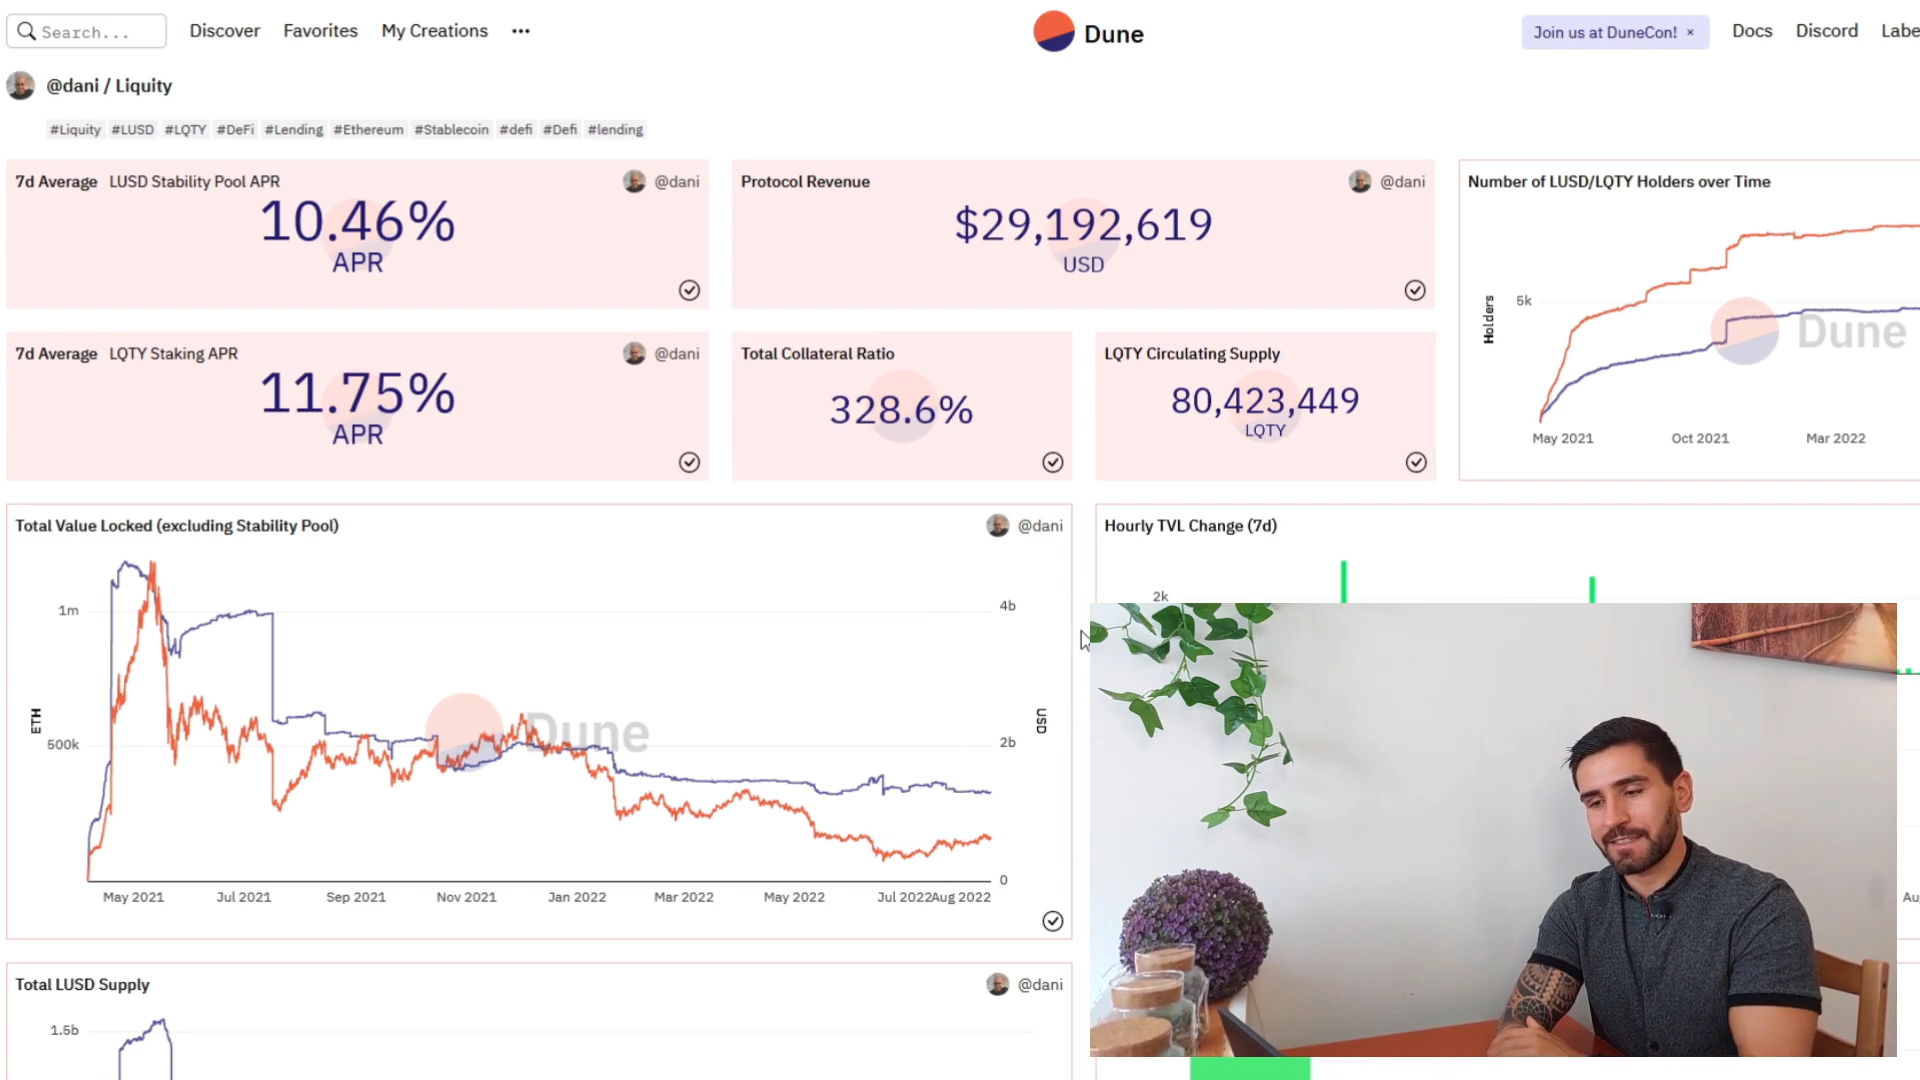 Search...
Discover
Favorites
My Creations
Dune
Join us at DuneCon! ×
Docs
Discord
Labe
@dani / Liquity
#Liquity #LUSD #LQTY #DeFi #Lending #Ethereum #Stablecoin #defi #Defi #lending
7d Average LUSD Stability Pool APR
@dani
10.46%
APR
Protocol Revenue
@dani
$29,192,619
USD
Number of LUSD/LQTY Holders over Time
Holders
5k
Dune
May 2021
Oct 2021
Mar 2022
7d Average LQTY Staking APR
@dani
11.75%
APR
Total Collateral Ratio
328.6%
LQTY Circulating Supply
80,423,449
LQTY
Total Value Locked (excluding Stability Pool)
@dani
1m
4b
ETH
Dune
USD
500k
2b
0
May 2021
Jul 2021
Sep 2021
Nov 2021
Jan 2022
Mar 2022
May 2022
Jul 2022
Aug 2022
Hourly TVL Change (7d)
2k
Au
Total LUSD Supply
@dani
1.5b